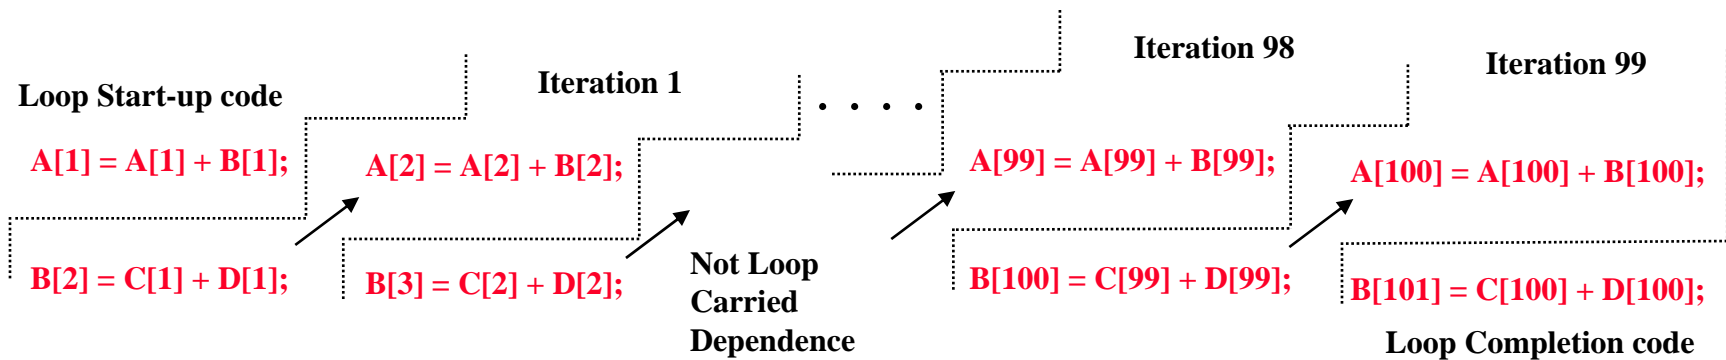 Iteration 98
Iteration 99
Iteration 1
Loop Start-up code
. . . .
A[1] = A[1] + B[1];
A[2] = A[2] + B[2];
A[99] = A[99] + B[99];
A[100] = A[100] + B[100];
B[2] = C[1] + D[1];
B[3] = C[2] + D[2];
Not Loop
Carried
Dependence
B[100] = C[99] + D[99];
B[101] = C[100] + D[100];
Loop Completion code